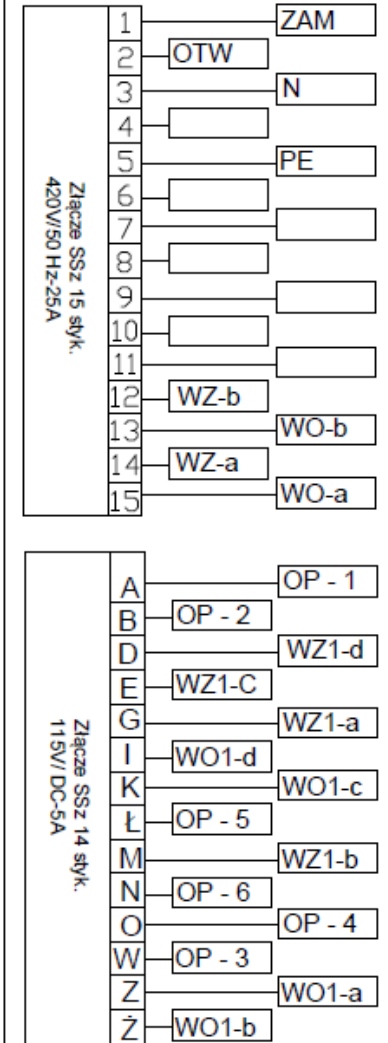 Złącze SSz 15 styk.
420V/50 Hz-25A
1 ZAM
2 OTW
3 N
4
5 PE
6
7
8
9
10
11
12 WZ-b
13 WO-b
14 WZ-a
15 WO-a
Złącze SSz 14 styk.
115V/ DC-5A
A OP - 1
B OP - 2
D WZ1-d
E WZ1-C
G WZ1-a
I WO1-d
K WO1-c
Ł OP - 5
M WZ1-b
N OP - 6
O OP - 4
W OP - 3
Z WO1-a
Ż WO1-b